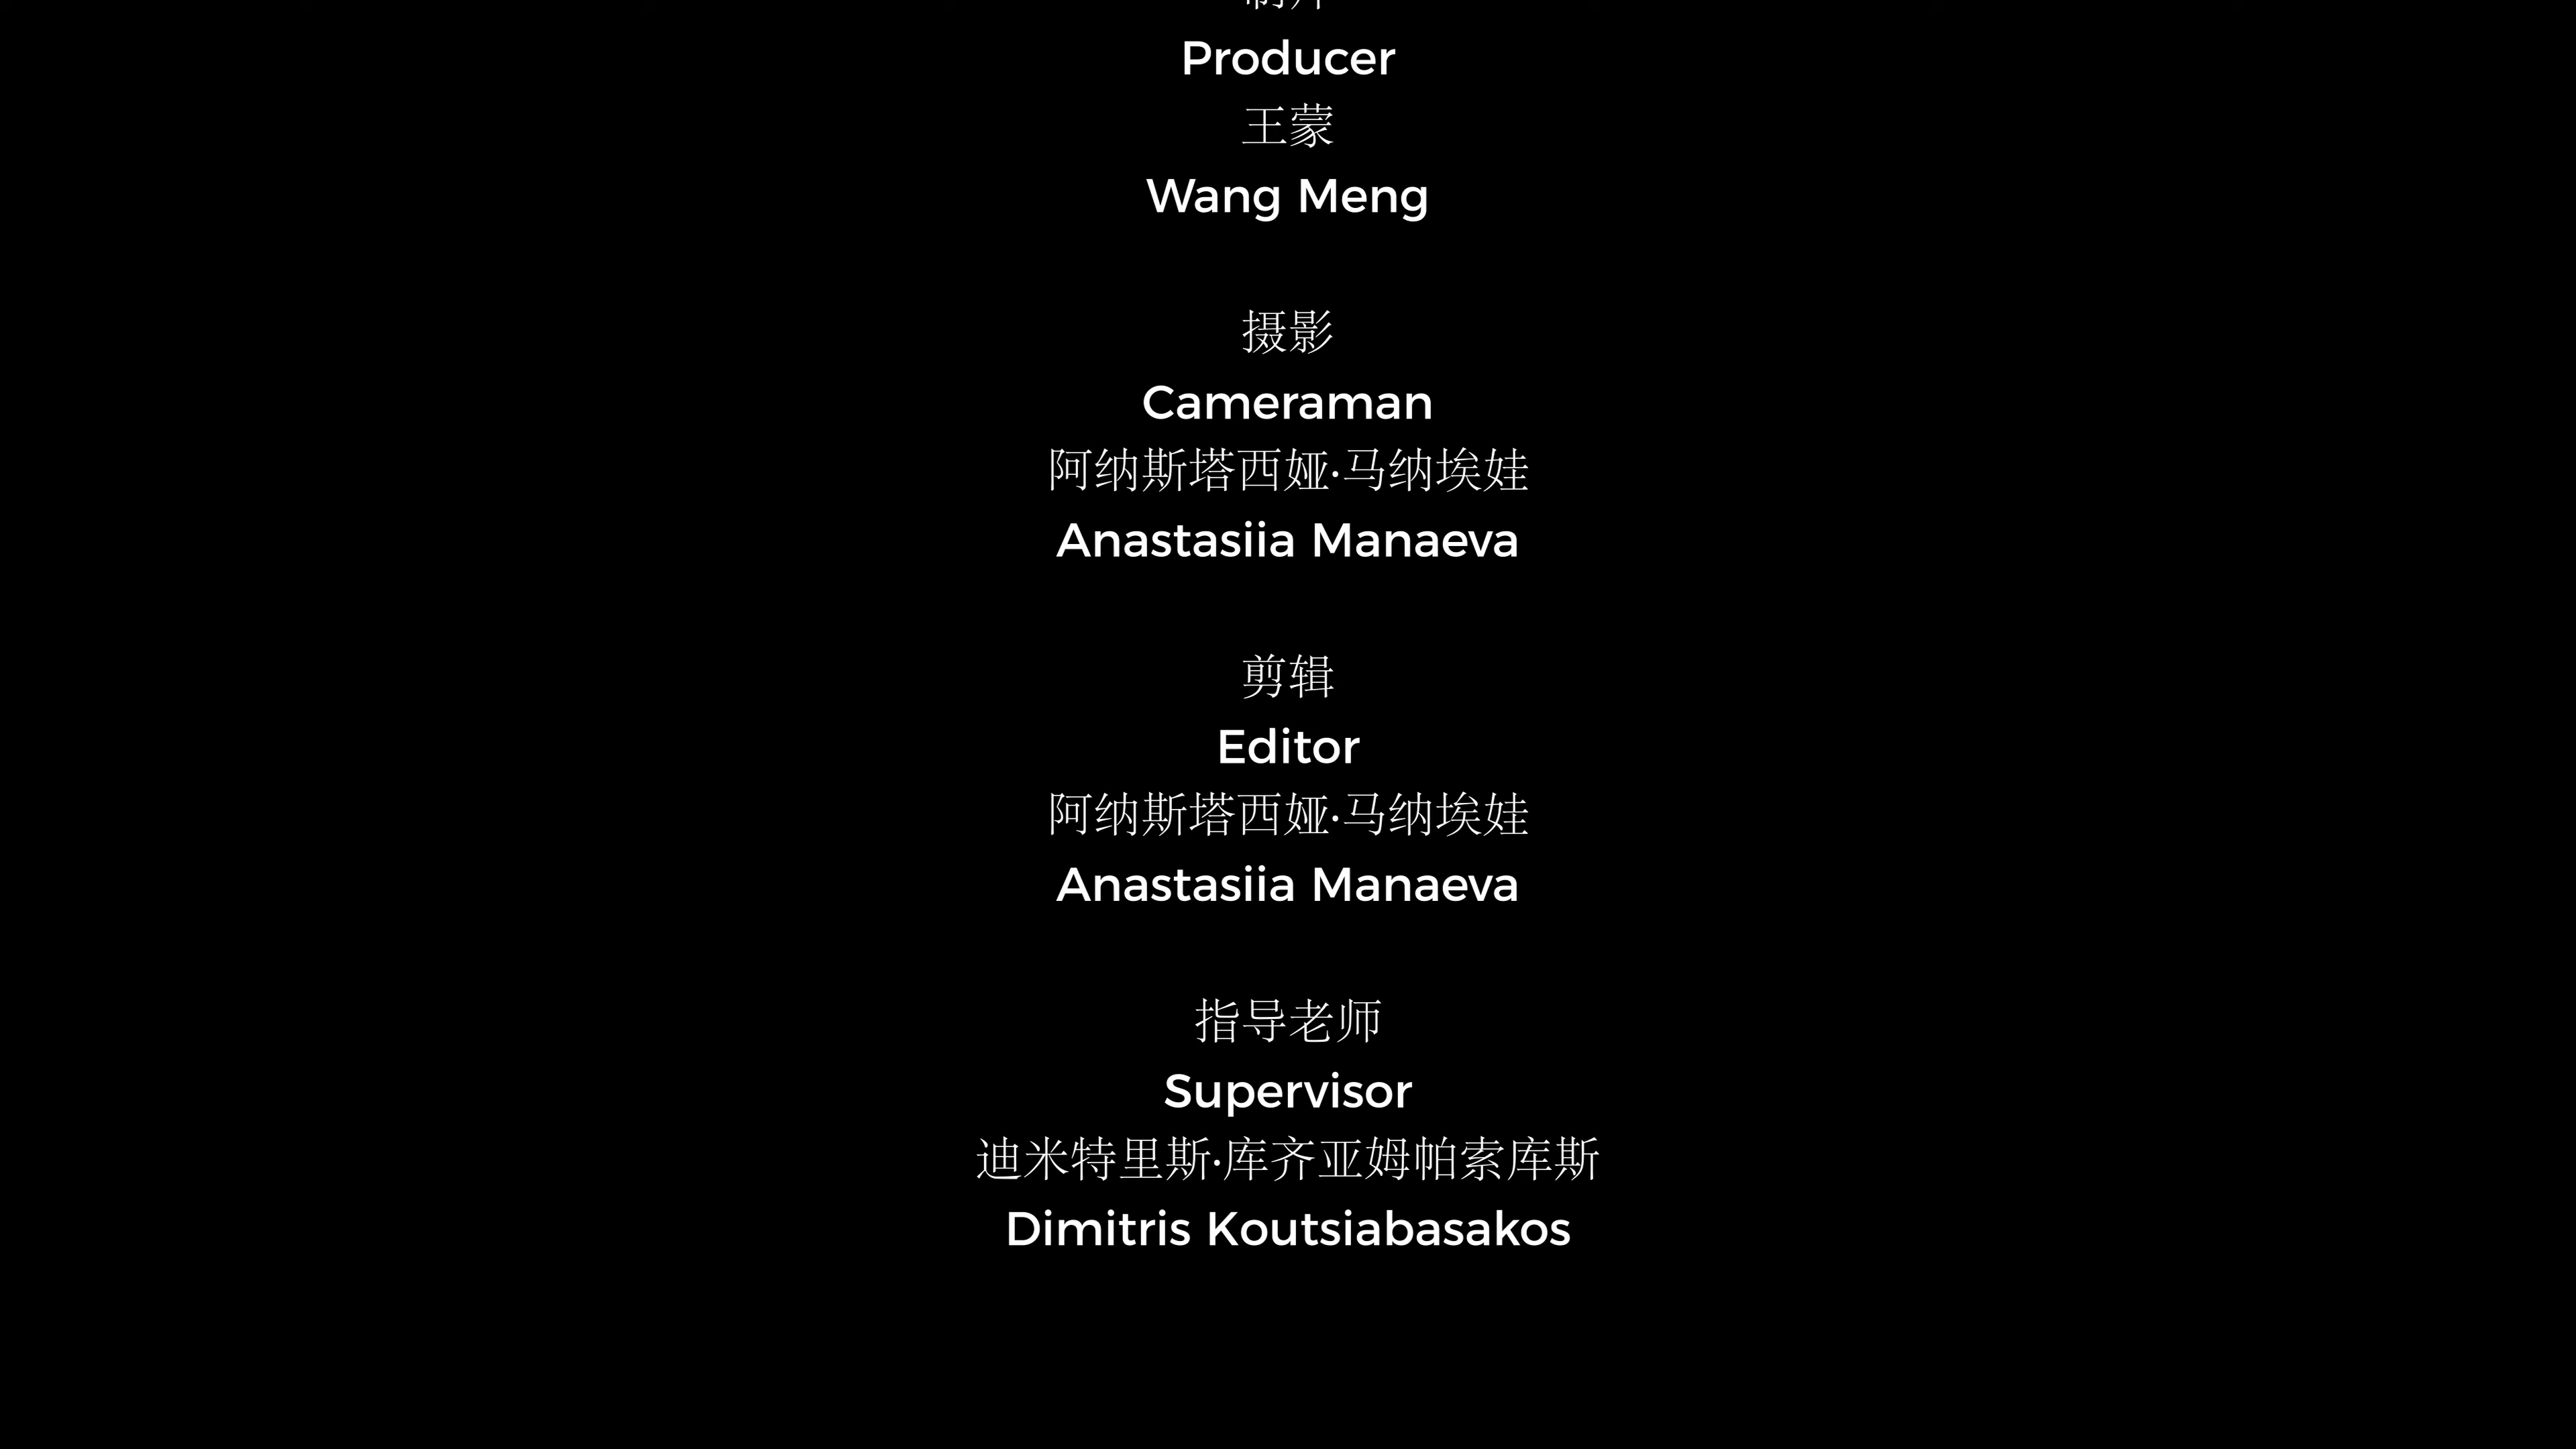 Producer
王蒙
Wang Meng
摄影
Cameraman
阿纳斯塔西娅·马纳埃娃
Anastasiia Manaeva
剪辑
Editor
阿纳斯塔西娅·马纳埃娃
Anastasiia Manaeva
指导老师
Supervisor
迪米特里斯·库齐亚姆帕索库斯
Dimitris Koutsiabasakos